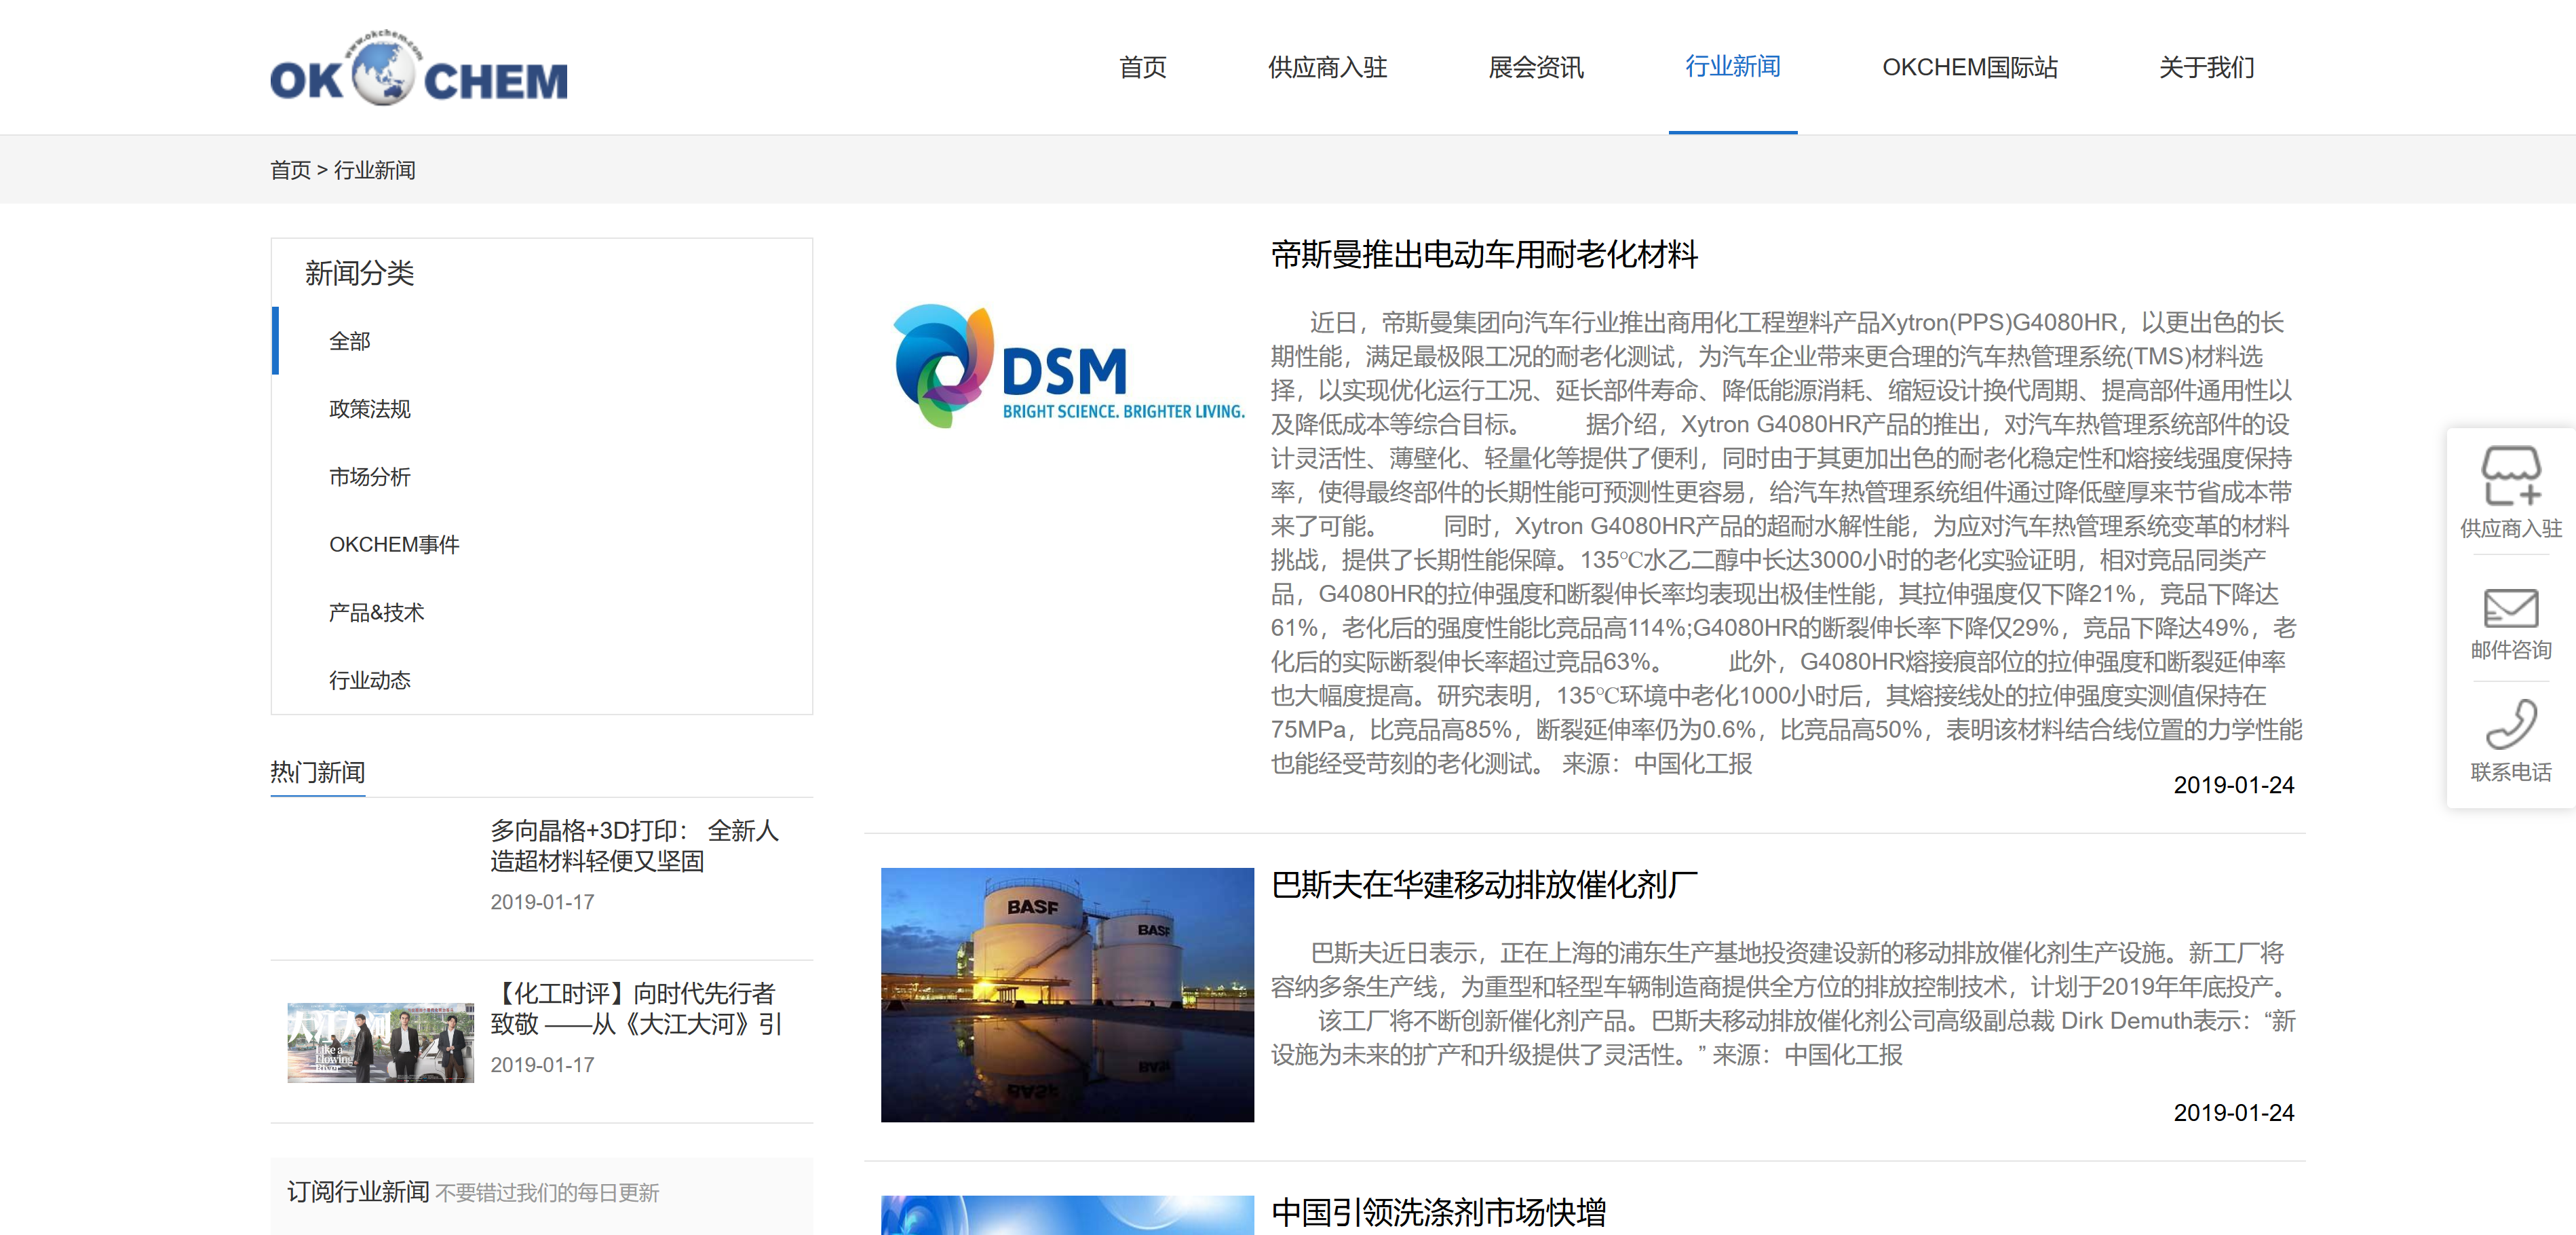 www.okchem.com
OK CHEM
首页
供应商入驻
展会资讯
行业新闻
OKCHEM国际站
关于我们
首页 > 行业新闻
新闻分类
全部
政策法规
市场分析
OKCHEM事件
产品&技术
行业动态
热门新闻
多向晶格+3D打印： 全新人
造超材料轻便又坚固
2019-01-17
大江大河
Like a
Flowing
River
【化工时评】向时代先行者
致敬 ——从《大江大河》引
2019-01-17
订阅行业新闻 不要错过我们的每日更新
DSM
BRIGHT SCIENCE. BRIGHTER LIVING.
帝斯曼推出电动车用耐老化材料
近日，帝斯曼集团向汽车行业推出商用化工程塑料产品Xytron(PPS)G4080HR，以更出色的长
期性能，满足最极限工况的耐老化测试，为汽车企业带来更合理的汽车热管理系统(TMS)材料选
择，以实现优化运行工况、延长部件寿命、降低能源消耗、缩短设计换代周期、提高部件通用性以
及降低成本等综合目标。 据介绍，Xytron G4080HR产品的推出，对汽车热管理系统部件的设
计灵活性、薄壁化、轻量化等提供了便利，同时由于其更加出色的耐老化稳定性和熔接线强度保持
率，使得最终部件的长期性能可预测性更容易，给汽车热管理系统组件通过降低壁厚来节省成本带
来了可能。 同时，Xytron G4080HR产品的超耐水解性能，为应对汽车热管理系统变革的材料
挑战，提供了长期性能保障。135℃水乙二醇中长达3000小时的老化实验证明，相对竞品同类产
品，G4080HR的拉伸强度和断裂伸长率均表现出极佳性能，其拉伸强度仅下降21%，竞品下降达
61%，老化后的强度性能比竞品高114%;G4080HR的断裂伸长率下降仅29%，竞品下降达49%，老
化后的实际断裂伸长率超过竞品63%。 此外，G4080HR熔接痕部位的拉伸强度和断裂延伸率
也大幅度提高。研究表明，135℃环境中老化1000小时后，其熔接线处的拉伸强度实测值保持在
75MPa，比竞品高85%，断裂延伸率仍为0.6%，比竞品高50%，表明该材料结合线位置的力学性能
也能经受苛刻的老化测试。 来源：中国化工报
2019-01-24
BASF
BASF
巴斯夫在华建移动排放催化剂厂
巴斯夫近日表示，正在上海的浦东生产基地投资建设新的移动排放催化剂生产设施。新工厂将
容纳多条生产线，为重型和轻型车辆制造商提供全方位的排放控制技术，计划于2019年年底投产。
该工厂将不断创新催化剂产品。巴斯夫移动排放催化剂公司高级副总裁 Dirk Demuth表示：“新
设施为未来的扩产和升级提供了灵活性。” 来源：中国化工报
2019-01-24
中国引领洗涤剂市场快增
供应商入驻
邮件咨询
联系电话